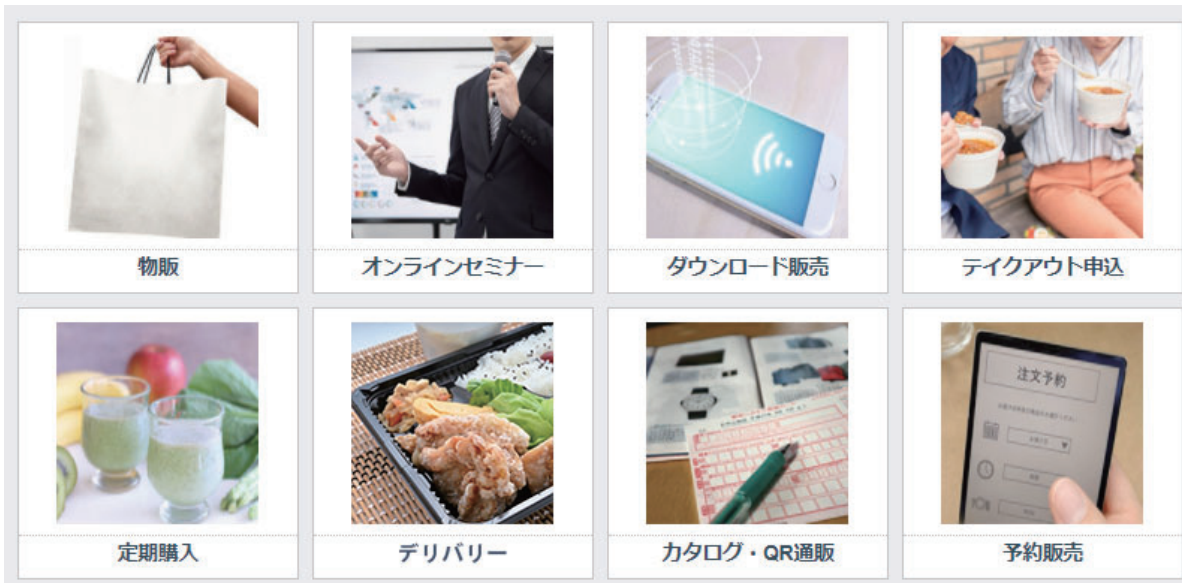 物販
オンラインセミナー
ダウンロード販売
テイクアウト申込
注文予約
定期購入
デリバリー
カタログ・QR通販
予約販売